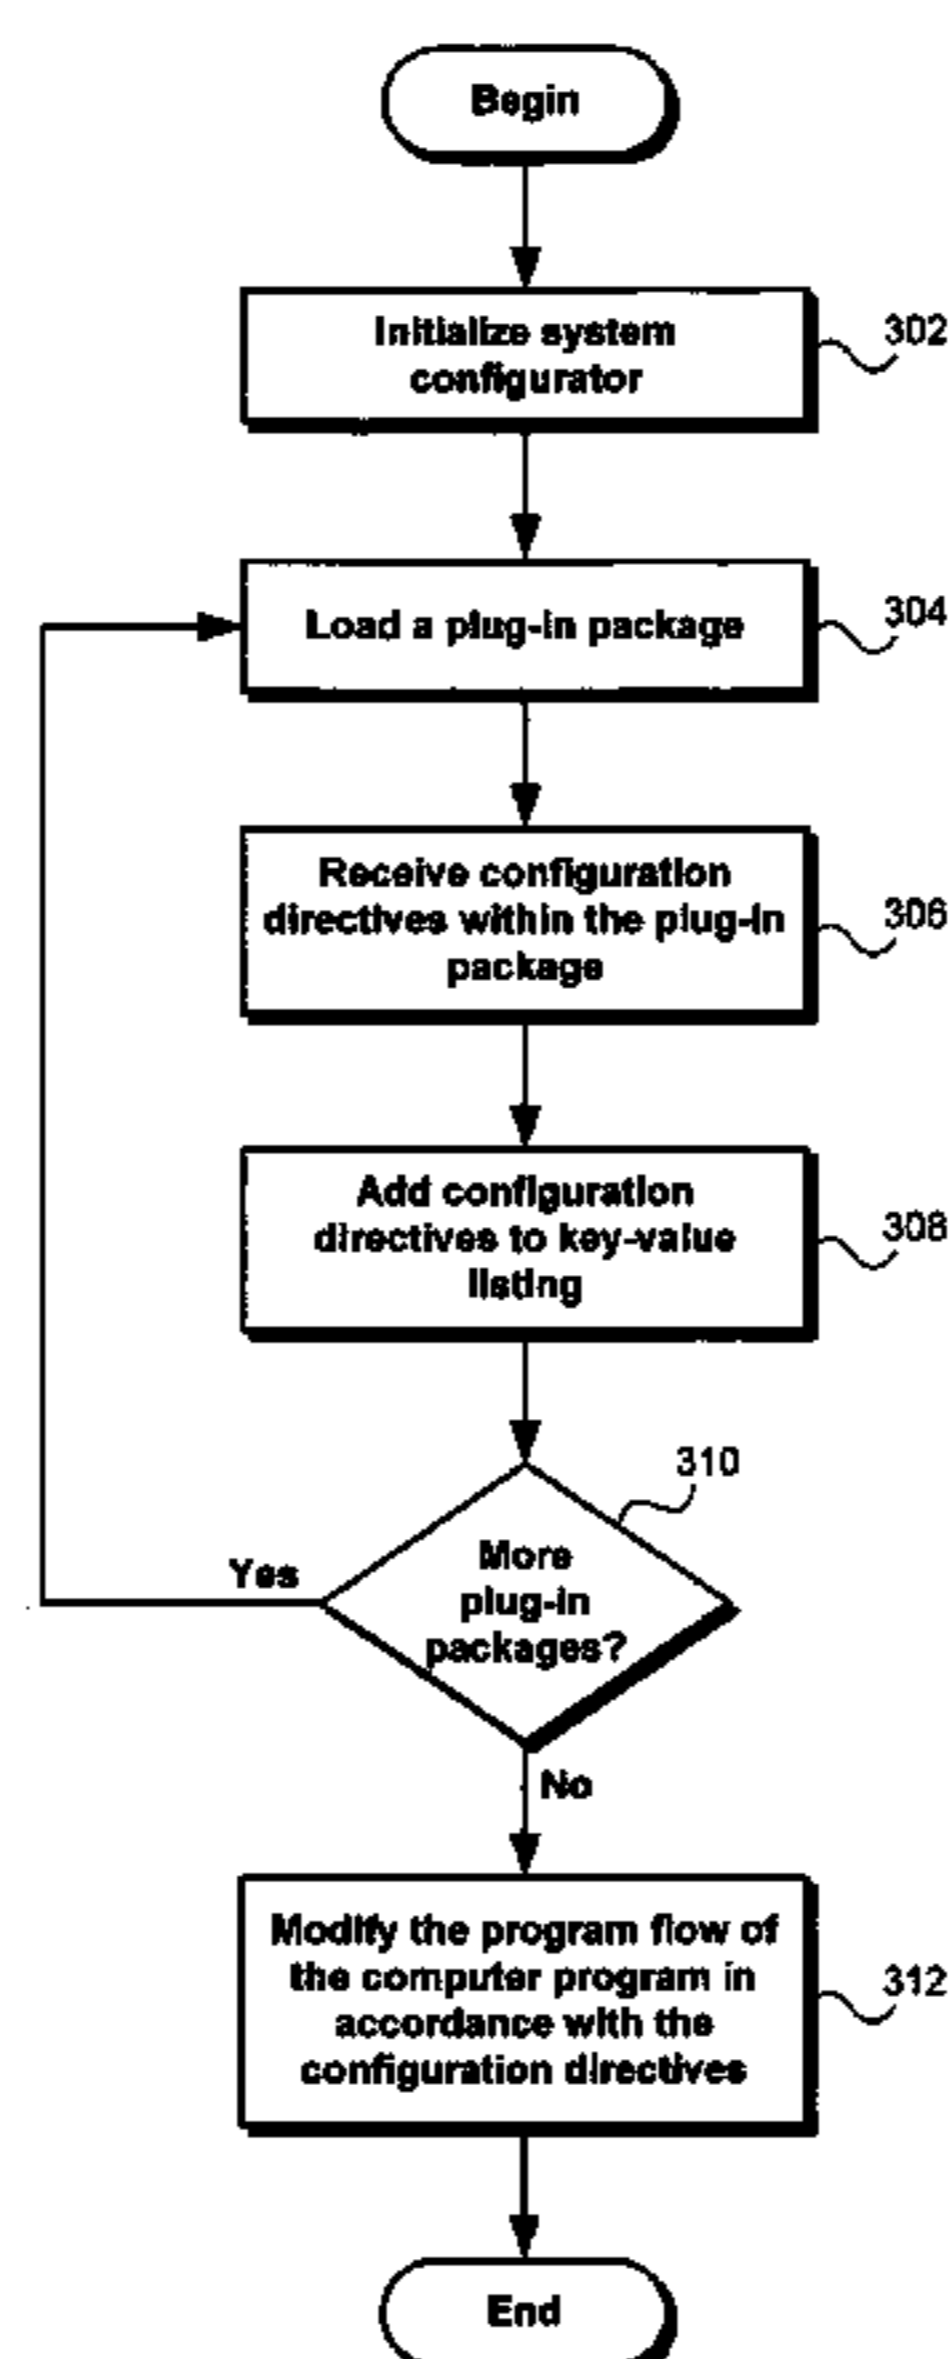 Begin
Initialize system
configurator
302
Load a plug-in package
304
Receive configuration
directives within the plug-in
package
306
Add configuration
directives to key-value
listing
308
310
More
plug-in
packages?
Yes
No
Modify the program flow of
the computer program in
accordance with the
configuration directives
312
End